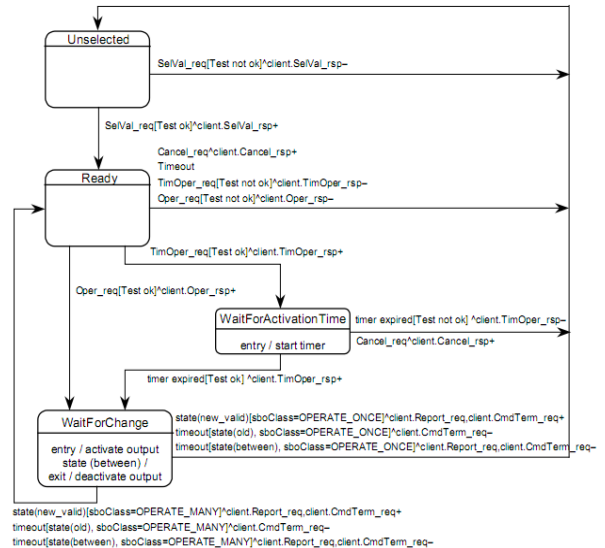 Unselected
SelVal_req[Test not ok]^client.SelVal_rsp–
SelVal_req[Test ok]^client.SelVal_rsp+
Cancel_req^client.Cancel_rsp+
Timeout
Ready
TimOper_req[Test not ok]^client.TimOper_rsp–
Oper_req[Test not ok]^client.Oper_rsp–
TimOper_req[Test ok]^client.TimOper_rsp+
Oper_req[Test ok]^client.Oper_rsp+
WaitForActivationTime
timer expired[Test not ok] ^client.TimOper_rsp–
entry / start timer
Cancel_req^client.Cancel_rsp+
timer expired[Test ok] ^client.TimOper_rsp+
WaitForChange
state(new_valid)[sboClass=OPERATE_ONCE]^client.Report_req,client.CmdTerm_req+
timeout[state(old), sboClass=OPERATE_ONCE]^client.CmdTerm_req–
timeout[state(between), sboClass=OPERATE_ONCE]^client.Report_req,client.CmdTerm_req–
entry / activate output
state (between) /
exit / deactivate output
state(new_valid)[sboClass=OPERATE_MANY]^client.Report_req,client.CmdTerm_req+
timeout[state(old), sboClass=OPERATE_MANY]^client.CmdTerm_req–
timeout[state(between), sboClass=OPERATE_MANY]^client.Report_req,client.CmdTerm_req–